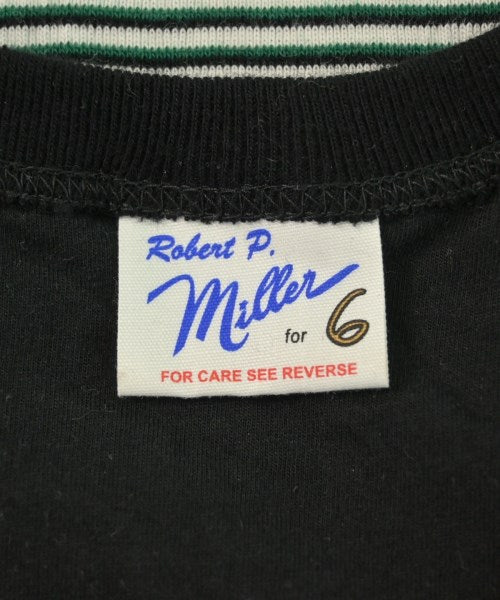 Robert P.
Miller
for 6
FOR CARE SEE REVERSE